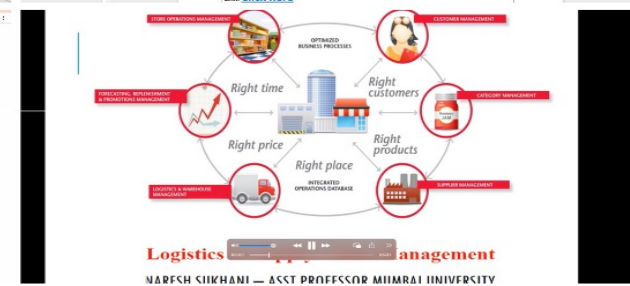 STORE OPERATIONS MANAGEMENT
CUSTOMER MANAGEMENT
OPTIMIZED
BUSINESS PROCESSES
Right time
Right
customers
FORECASTING, REPLENISHMENT
& PROMOTIONS MANAGEMENT
CATEGORY MANAGEMENT
Right price
Right
products
Right place
LOGISTICS & WAREHOUSE
MANAGEMENT
INTEGRATED
OPERATIONS DATABASE
SUPPLIER MANAGEMENT
Logistics anagement
NARESH SUKHANI — ASST PROFESSOR MUMBAI UNIVERSITY